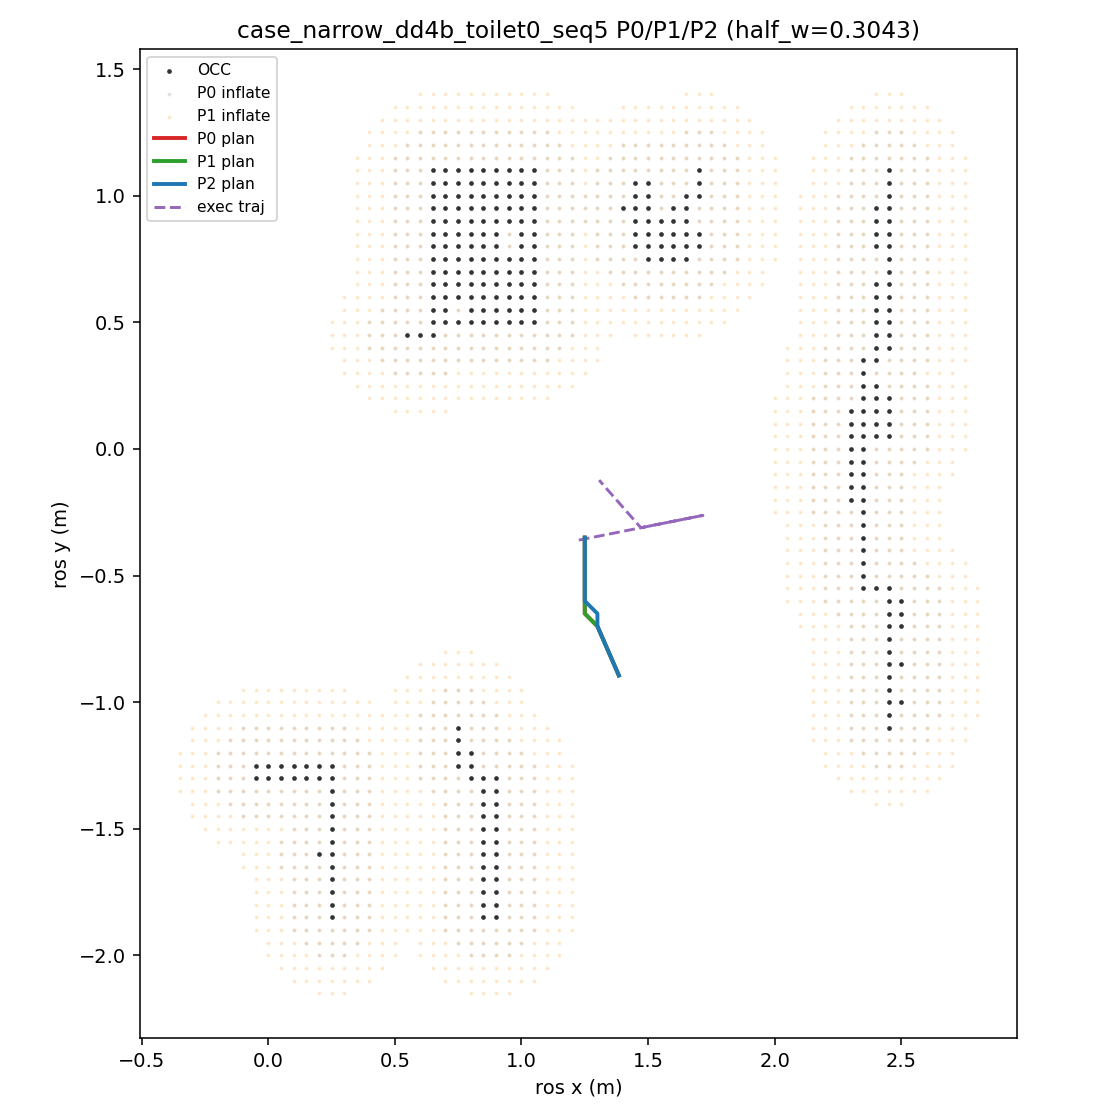 case_narrow_dd4b_toilet0_seq5 P0/P1/P2 (half_w=0.3043)
OCC
P0 inflate
P1 inflate
P0 plan
P1 plan
P2 plan
exec traj
1.5
1.0
0.5
0.0
−0.5
−1.0
−1.5
−2.0
ros y (m)
−0.5
0.0
0.5
1.0
1.5
2.0
2.5
ros x (m)